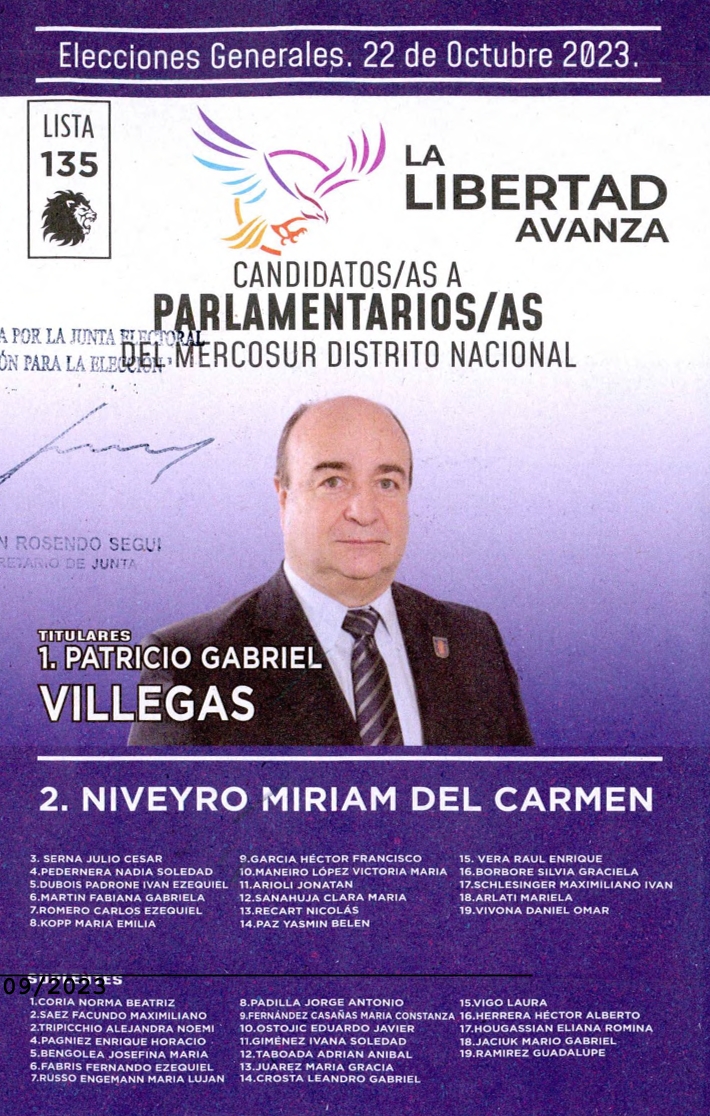 Elecciones Generales. 22 de Octubre 2023.
LISTA
135
LA
LIBERTAD
AVANZA
CANDIDATOS/AS A
PARLAMENTARIOS/AS
DEL MERCOSUR DISTRITO NACIONAL
A POR LA JUNTA ELECTORAL
ÓN PARA LA ELECCION"
N ROSENDO SEGUI
RETARIO DE JUNTA
TITULARES
1. PATRICIO GABRIEL
VILLEGAS
2. NIVEYRO MIRIAM DEL CARMEN
3. SERNA JULIO CESAR
4.PEDERNERA NADIA SOLEDAD
5.DUBOIS PADRONE IVAN EZEQUIEL
6.MARTIN FABIANA GABRIELA
7.ROMERO CARLOS EZEQUIEL
8.KOPP MARIA EMILIA
9.GARCIA HÉCTOR FRANCISCO
10.MANEIRO LÓPEZ VICTORIA MARIA
11.ARIOLI JONATAN
12.SANAHUJA CLARA MARIA
13.RECART NICOLÁS
14.PAZ YASMIN BELEN
15. VERA RAUL ENRIQUE
16.BORBORE SILVIA GRACIELA
17.SCHLESINGER MAXIMILIANO IVAN
18.ARLATI MARIELA
19.VIVONA DANIEL OMAR
SUPLENTES
09/2023
1.CORIA NORMA BEATRIZ
2.SAEZ FACUNDO MAXIMILIANO
2.TRIPICCHIO ALEJANDRA NOEMI
4.PAGNIEZ ENRIQUE HORACIO
5.BENGOLEA JOSEFINA MARIA
6.FABRIS FERNANDO EZEQUIEL
7.RUSSO ENGEMANN MARIA LUJAN
8.PADILLA JORGE ANTONIO
9.FERNÁNDEZ CASAÑAS MARIA CONSTANZA
10.OSTOJIC EDUARDO JAVIER
11.GIMÉNEZ IVANA SOLEDAD
12.TABOADA ADRIAN ANIBAL
13.JUAREZ MARIA GRACIA
14.CROSTA LEANDRO GABRIEL
15.VIGO LAURA
16.HERRERA HÉCTOR ALBERTO
17.HOUGASSIAN ELIANA ROMINA
18.JACIUK MARIO GABRIEL
19.RAMIREZ GUADALUPE